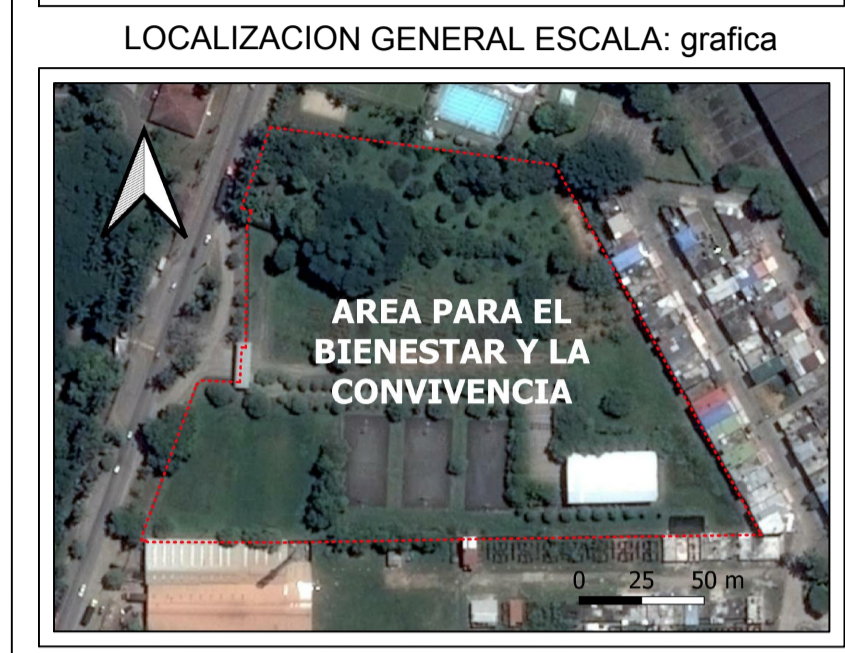 LOCALIZACION GENERAL ESCALA: grafica
AREA PARA EL
BIENESTAR Y LA
CONVIVENCIA
0 25 50 m